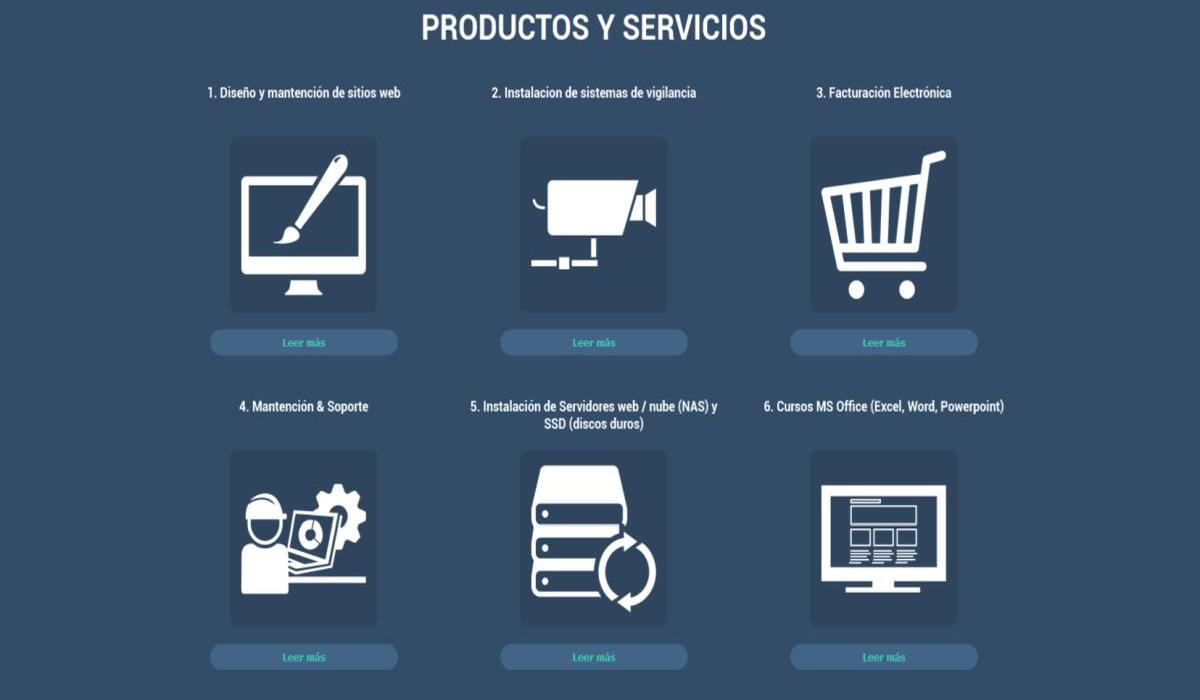 PRODUCTOS Y SERVICIOS
1. Diseño y mantención de sitios web
2. Instalacion de sistemas de vigilancia
3. Facturación Electrónica
Leer más
Leer más
Leer más
4. Mantención & Soporte
5. Instalación de Servidores web / nube (NAS) y
SSD (discos duros)
6. Cursos MS Office (Excel, Word, Powerpoint)
Leer más
Leer más
Leer más